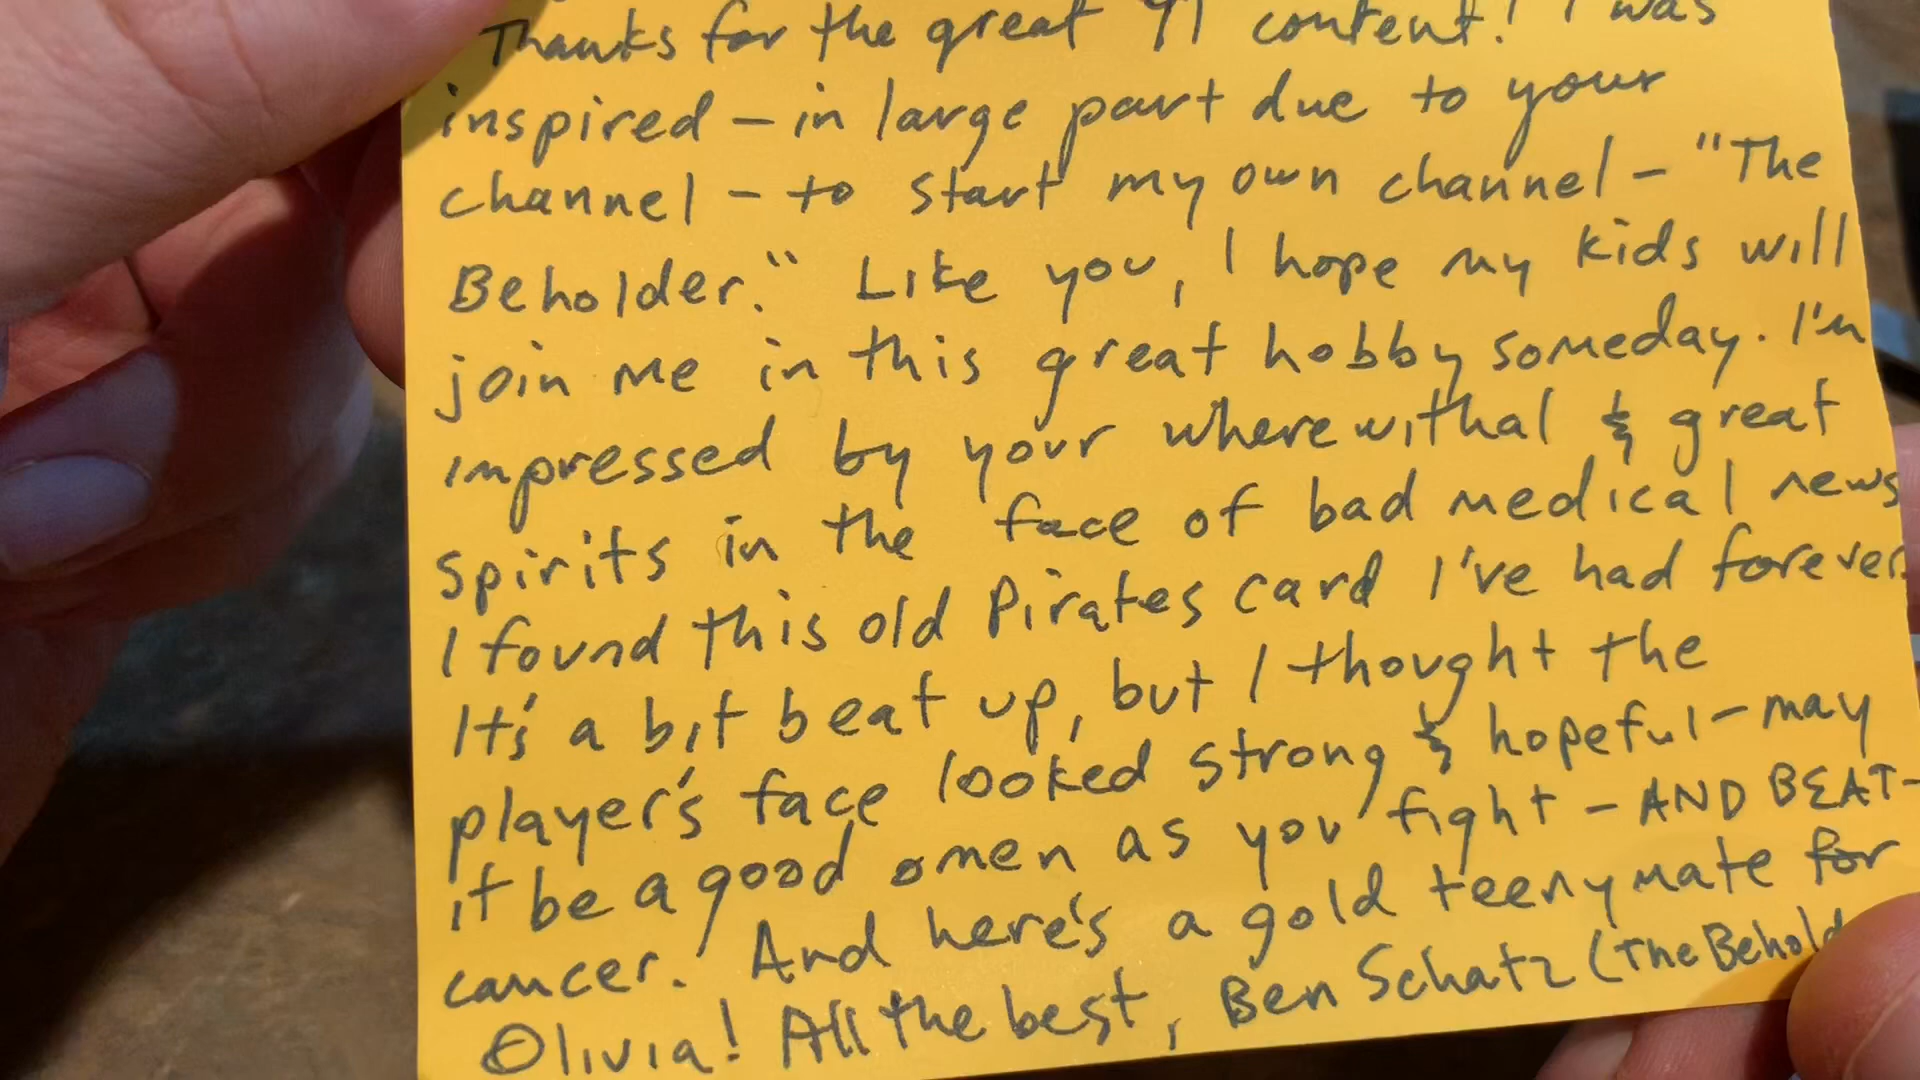 Thanks for the great YT content! I was
inspired – in large part due to your
channel – to start my own channel – "The
Beholder." Like you, I hope my kids will
join me in this great hobby someday. I'm
impressed by your wherewithal & great
spirits in the face of bad medical news
I found this old Pirates card I've had forever.
It's a bit beat up, but I thought the
player's face looked strong & hopeful – may
it be a good omen as you fight – AND BEAT –
cancer. And here's a gold teenymate for
Olivia! All the best, Ben Schatz (The Behold